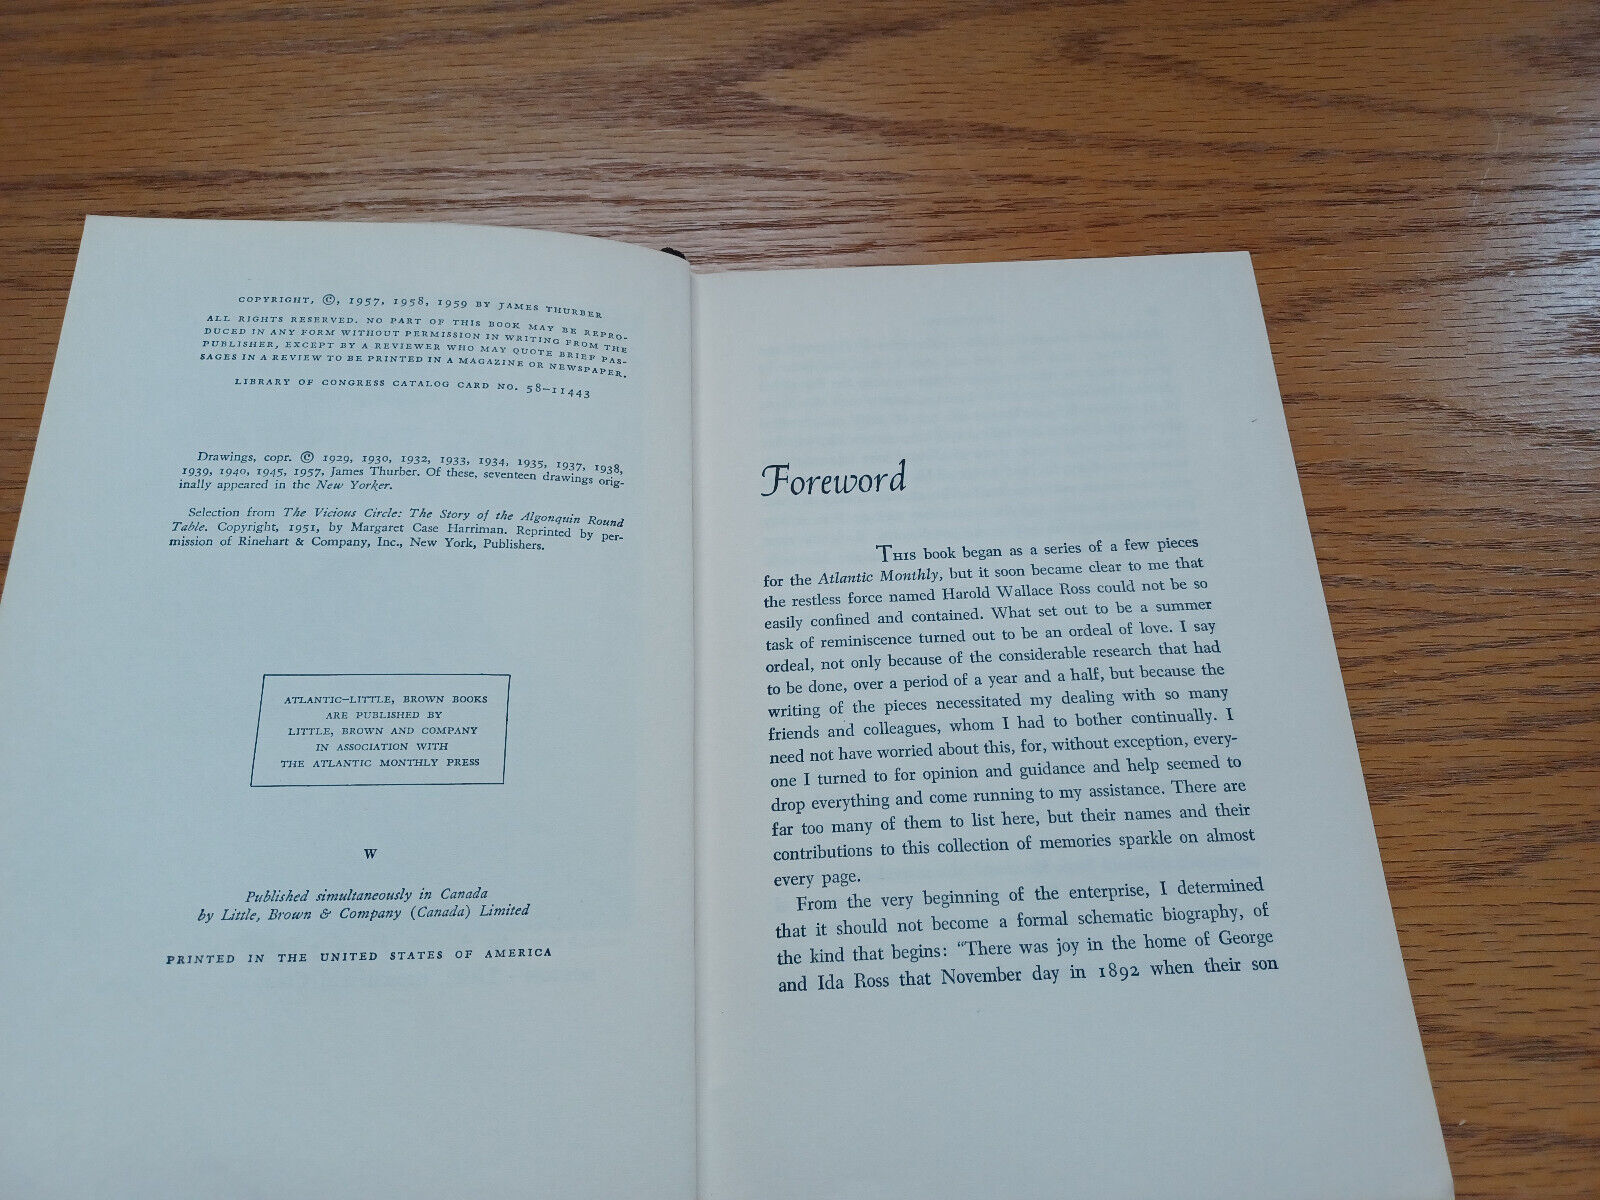 COPYRIGHT, ©, 1957, 1958, 1959 BY JAMES THURBER
ALL RIGHTS RESERVED. NO PART OF THIS BOOK MAY BE REPRO-
DUCED IN ANY FORM WITHOUT PERMISSION IN WRITING FROM THE
PUBLISHER, EXCEPT BY A REVIEWER WHO MAY QUOTE BRIEF PAS-
SAGES IN A REVIEW TO BE PRINTED IN A MAGAZINE OR NEWSPAPER.
LIBRARY OF CONGRESS CATALOG CARD NO. 58–11443
Drawings, copr. © 1929, 1930, 1932, 1933, 1934, 1935, 1937, 1938,
1939, 1940, 1945, 1957, James Thurber. Of these, seventeen drawings orig-
inally appeared in the New Yorker.
Selection from The Vicious Circle: The Story of the Algonquin Round
Table. Copyright, 1951, by Margaret Case Harriman. Reprinted by per-
mission of Rinehart & Company, Inc., New York, Publishers.
ATLANTIC–LITTLE, BROWN BOOKS
ARE PUBLISHED BY
LITTLE, BROWN AND COMPANY
IN ASSOCIATION WITH
THE ATLANTIC MONTHLY PRESS
W
Published simultaneously in Canada
by Little, Brown & Company (Canada) Limited
PRINTED IN THE UNITED STATES OF AMERICA
Foreword
THIS book began as a series of a few pieces
for the Atlantic Monthly, but it soon became clear to me that
the restless force named Harold Wallace Ross could not be so
easily confined and contained. What set out to be a summer
task of reminiscence turned out to be an ordeal of love. I say
ordeal, not only because of the considerable research that had
to be done, over a period of a year and a half, but because the
writing of the pieces necessitated my dealing with so many
friends and colleagues, whom I had to bother continually. I
need not have worried about this, for, without exception, every-
one I turned to for opinion and guidance and help seemed to
drop everything and come running to my assistance. There are
far too many of them to list here, but their names and their
contributions to this collection of memories sparkle on almost
every page.
From the very beginning of the enterprise, I determined
that it should not become a formal schematic biography, of
the kind that begins: “There was joy in the home of George
and Ida Ross that November day in 1892 when their son